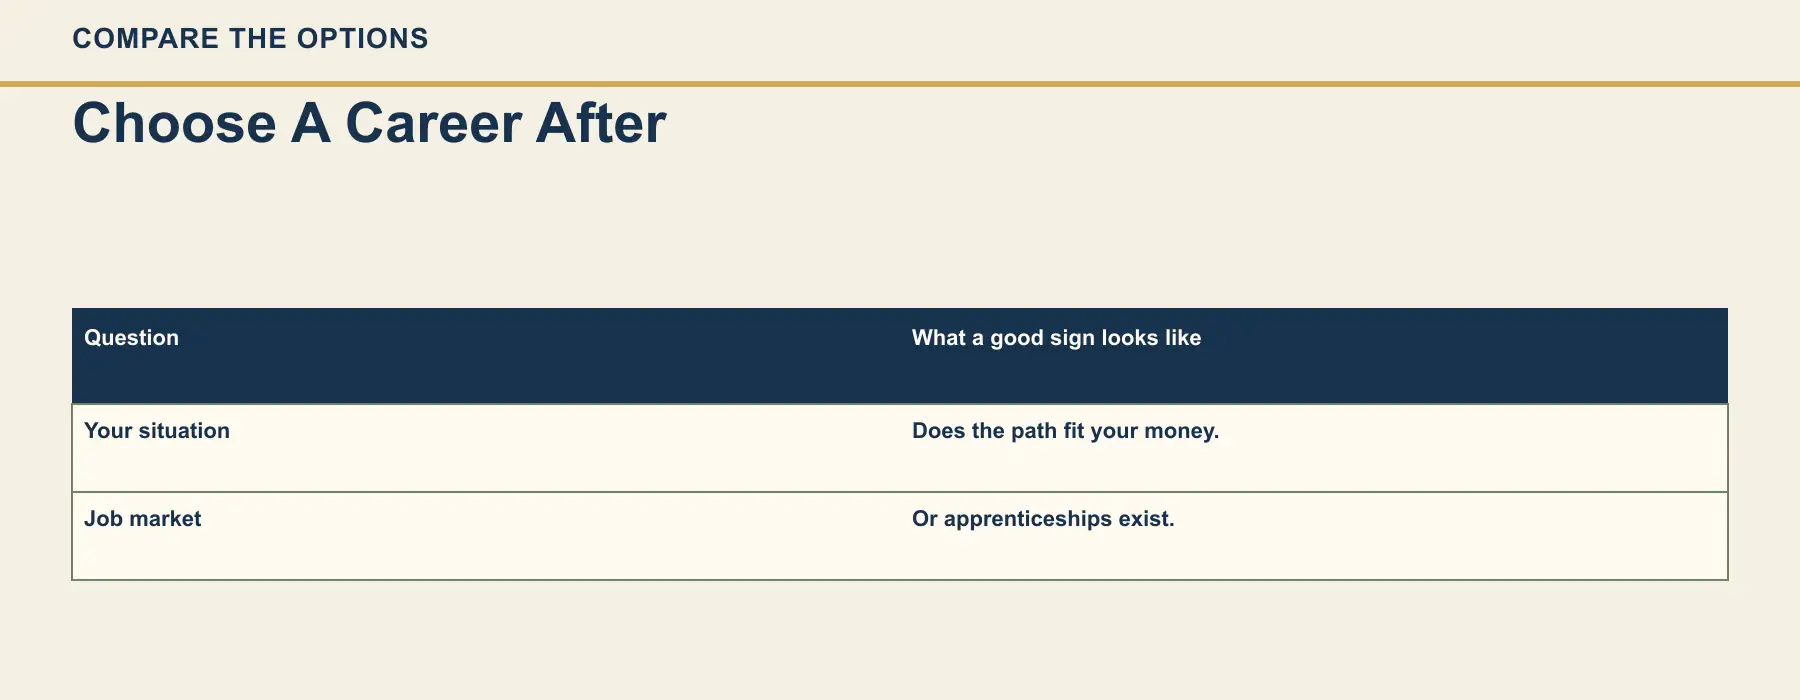 COMPARE THE OPTIONS
Choose A Career After
Question
What a good sign looks like
Your situation
Does the path fit your money.
Job market
Or apprenticeships exist.